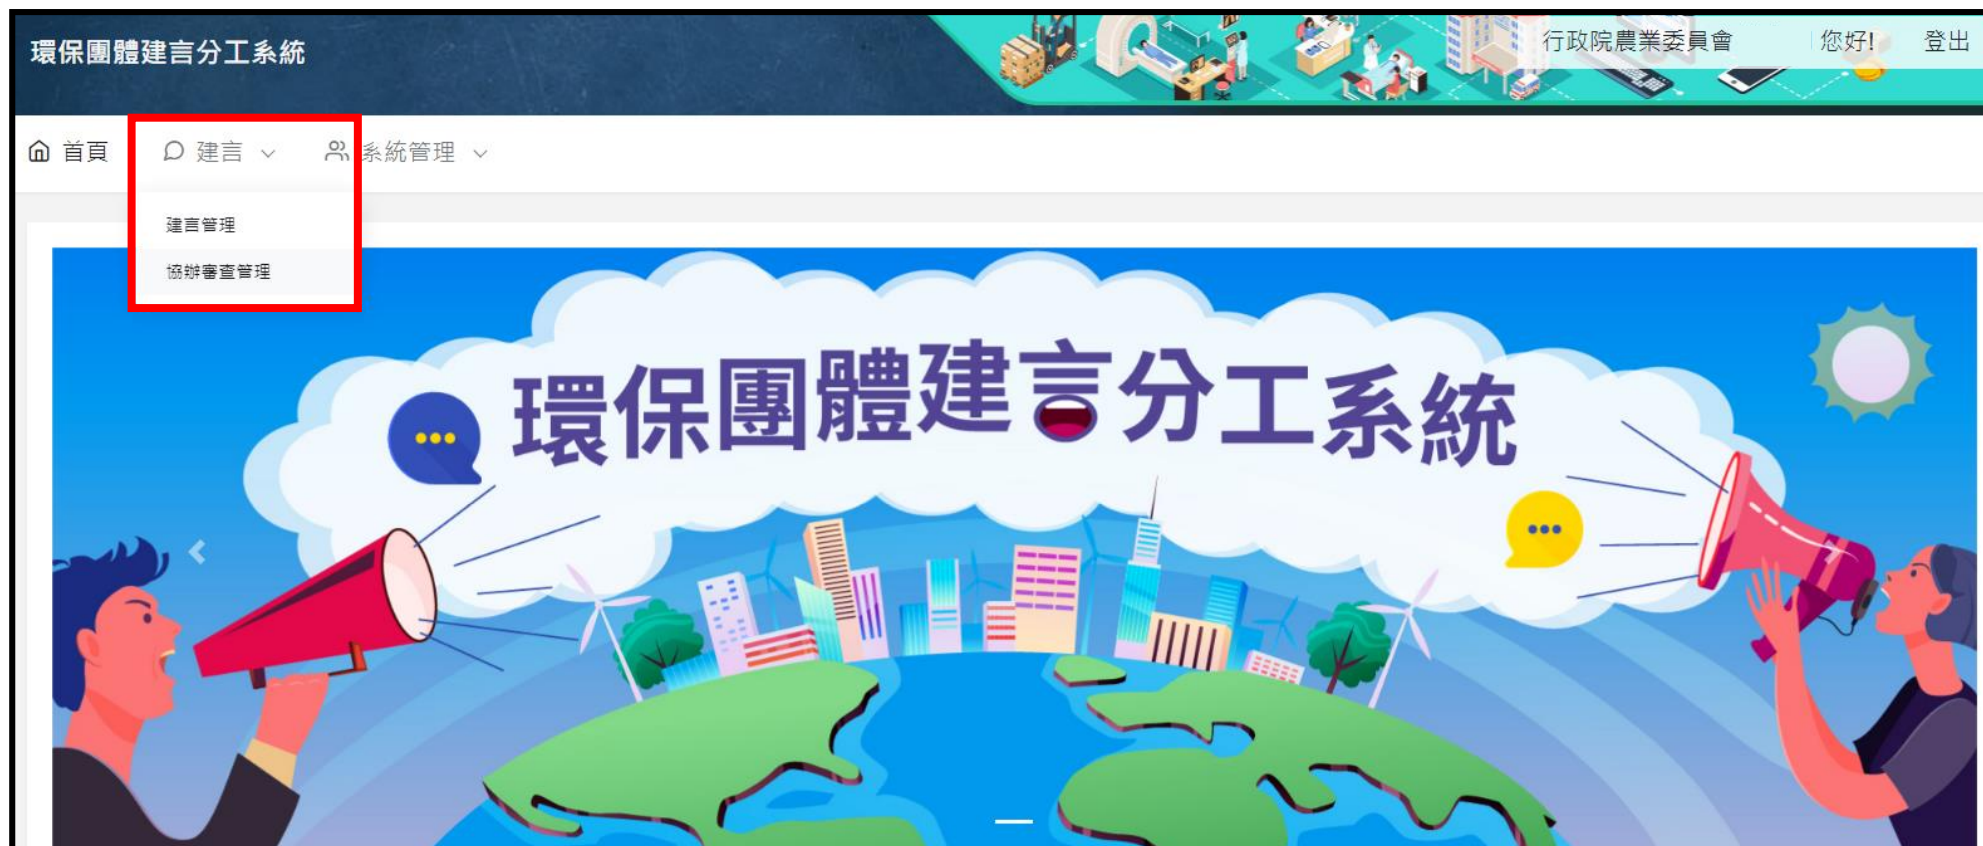 環保團體建言分工系統
行政院農業委員會 您好! 登出
首頁 建言 系統管理
建言管理
協辦審查管理
環保團體建言分工系統